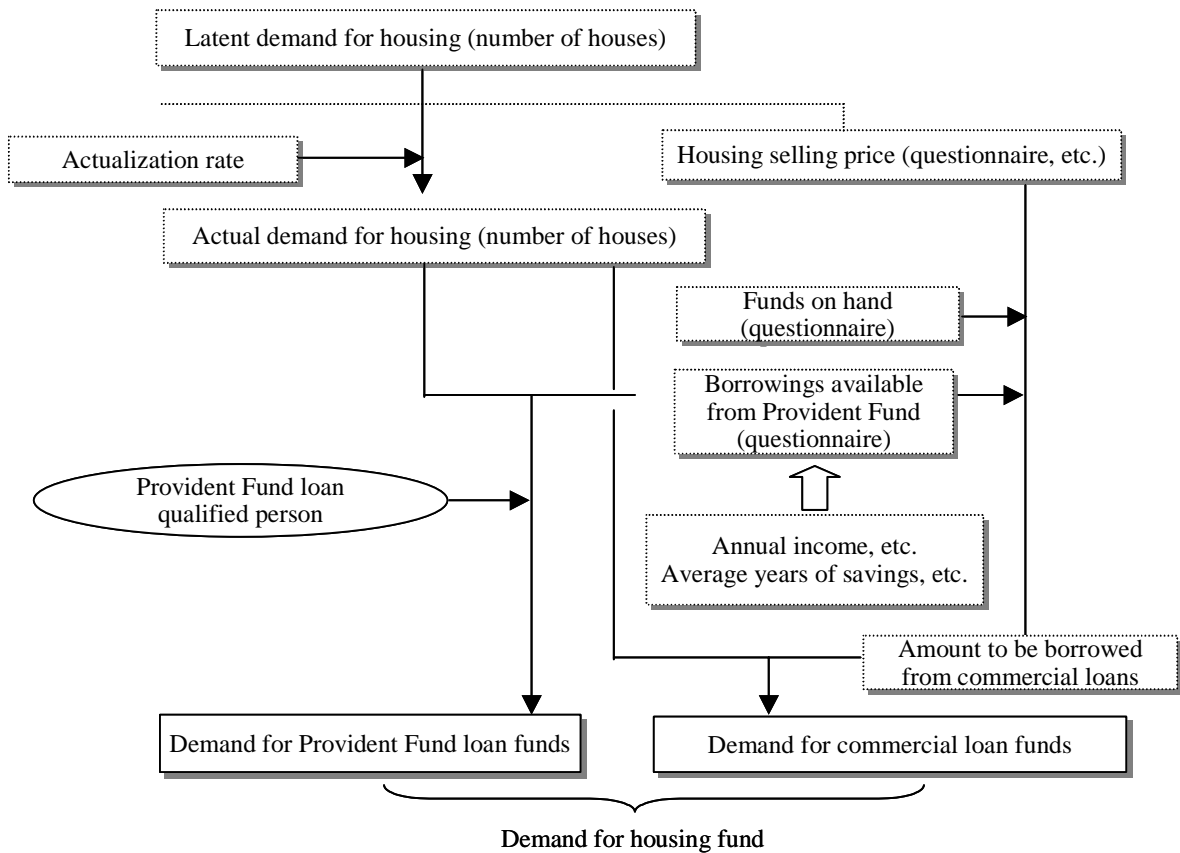 Latent demand for housing (number of houses)
Actualization rate
Housing selling price (questionnaire, etc.)
Actual demand for housing (number of houses)
Funds on hand
(questionnaire)
Borrowings available
from Provident Fund
(questionnaire)
Provident Fund loan
qualified person
Annual income, etc.
Average years of savings, etc.
Amount to be borrowed
from commercial loans
Demand for Provident Fund loan funds
Demand for commercial loan funds
Demand for housing fund